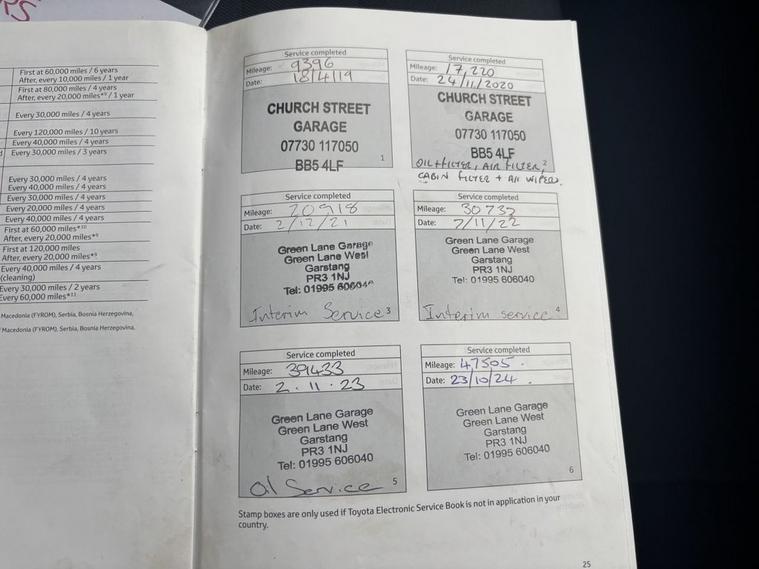 First at 60,000 miles / 6 years
After, every 10,000 miles / 1 year
First at 80,000 miles / 4 years
After, every 20,000 miles*⁹ / 1 year
Every 30,000 miles / 4 years
Every 120,000 miles / 10 years
Every 40,000 miles / 4 years
Every 30,000 miles / 3 years
Every 30,000 miles / 4 years
Every 40,000 miles / 4 years
Every 30,000 miles / 4 years
Every 20,000 miles / 4 years
Every 40,000 miles / 4 years
First at 60,000 miles*¹⁰
After, every 20,000 miles*⁹
First at 120,000 miles
After, every 20,000 miles*⁹
Every 40,000 miles / 4 years
(cleaning)
Every 30,000 miles / 2 years
Every 60,000 miles*¹¹
Macedonia (FYROM), Serbia, Bosnia Herzegovina,
Macedonia (FYROM), Serbia, Bosnia Herzegovina.
Service completed
Mileage: 9396
Date: 18/4/19
CHURCH STREET
GARAGE
07730 117050
BB5 4LF
1
Service completed
Mileage: 17,220
Date: 24/11/2020
CHURCH STREET
GARAGE
07730 117050
BB5 4LF
2
OIL + FILTER, AIR FILTER,
CABIN FILTER + AII WIPERS.
Service completed
Mileage: 20918
Date: 2/12/21
Green Lane Garage
Green Lane West
Garstang
PR3 1NJ
Tel: 01995 606040
Interim Service
3
Service completed
Mileage: 30732
Date: 7/11/22
Green Lane Garage
Green Lane West
Garstang
PR3 1NJ
Tel: 01995 606040
Interim service
4
Service completed
Mileage: 39433
Date: 2.11.23
Green Lane Garage
Green Lane West
Garstang
PR3 1NJ
Tel: 01995 606040
Oil Service
5
Service completed
Mileage: 47505.
Date: 23/10/24.
Green Lane Garage
Green Lane West
Garstang
PR3 1NJ
Tel: 01995 606040
6
Stamp boxes are only used if Toyota Electronic Service Book is not in application in your
country.
25